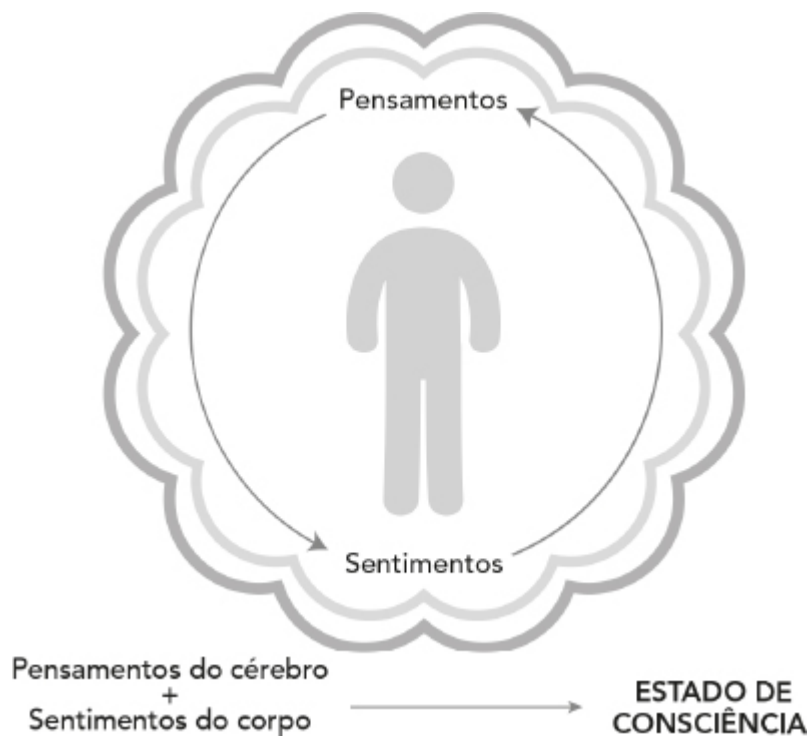 Pensamentos
Sentimentos
Pensamentos do cérebro
+
Sentimentos do corpo
ESTADO DE
CONSCIÊNCIA